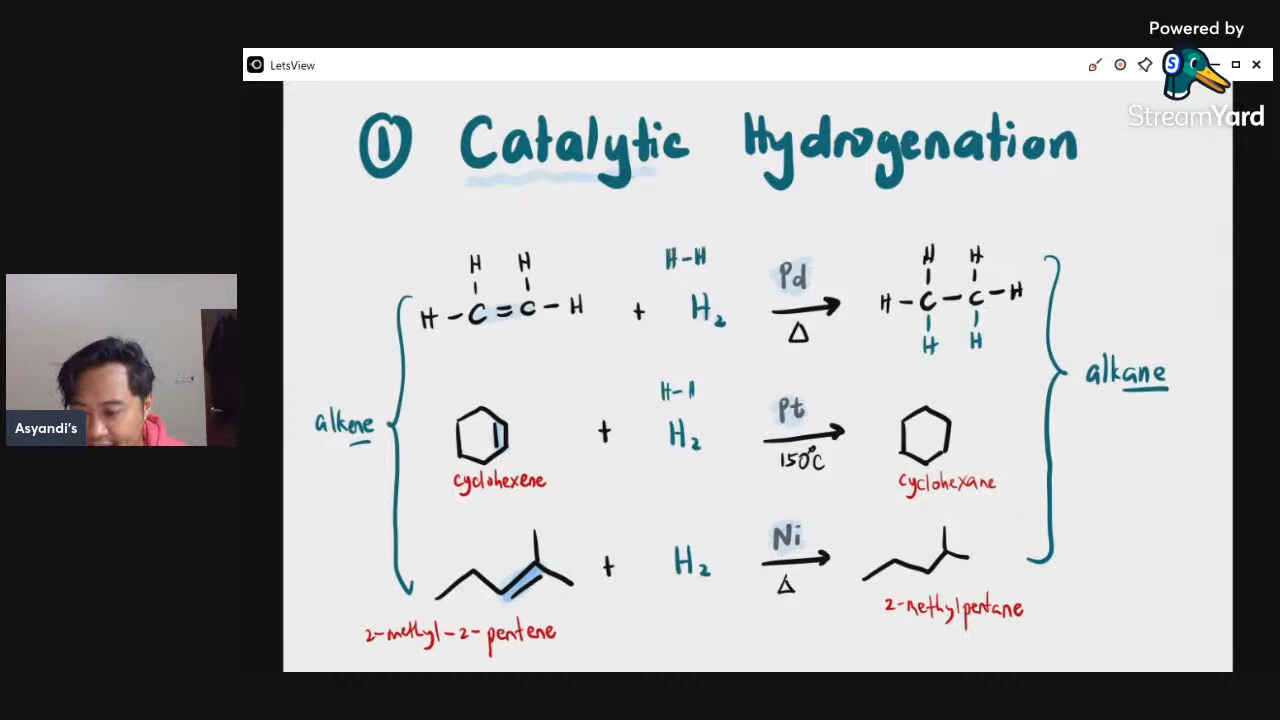 Powered by
StreamYard
LetsView
① Catalytic Hydrogenation
H H
H-C=C-H
+
H-H
H₂
Pd
Δ
H H
H-C-C-H
H H
alkene
+
H-H
H₂
Pt
150°C
alkane
cyclohexene
cyclohexane
+
H₂
Ni
Δ
2-methyl-2-pentene
2-methylpentane
Asyandi's
S